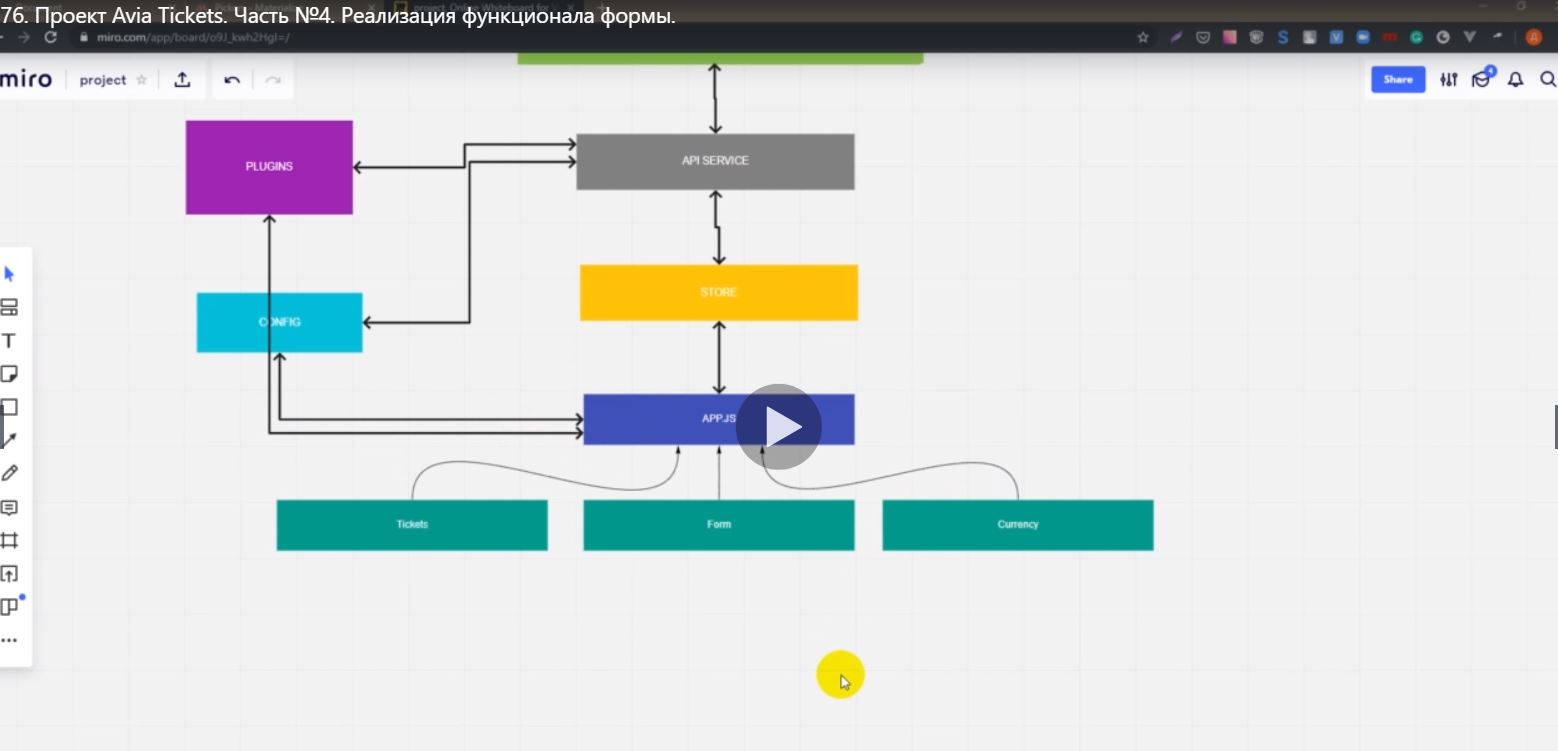 76. Проект Avia Tickets. Часть №4. Реализация функционала формы.
miro.com/app/board/o9J_kwh2HgI=/
miro
project
Share
4
PLUGINS
API SERVICE
STORE
CONFIG
APP.JS
Tickets
Form
Currency